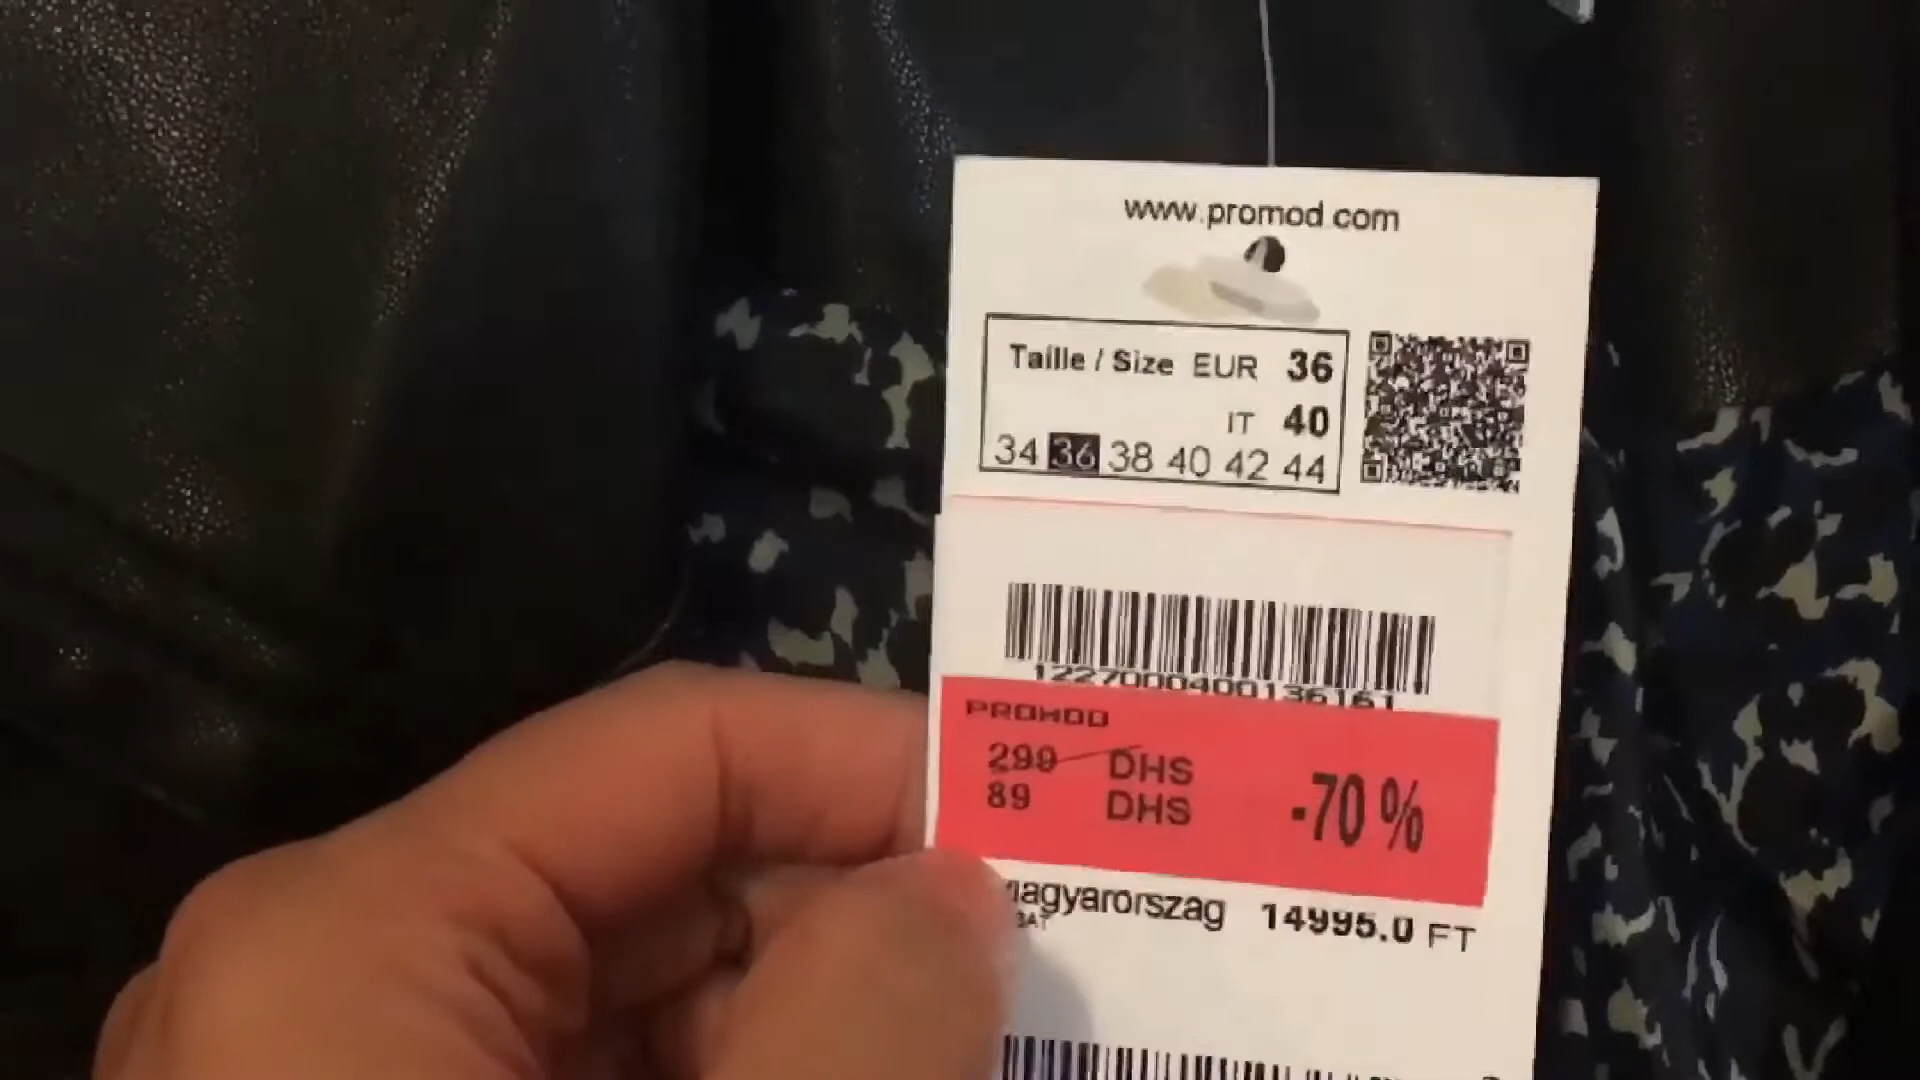 www.promod.com
Taille / Size EUR 36
IT 40
34 36 38 40 42 44
1227000400136161
PROMOD
299 DHS
89 DHS
-70 %
14995.0 FT